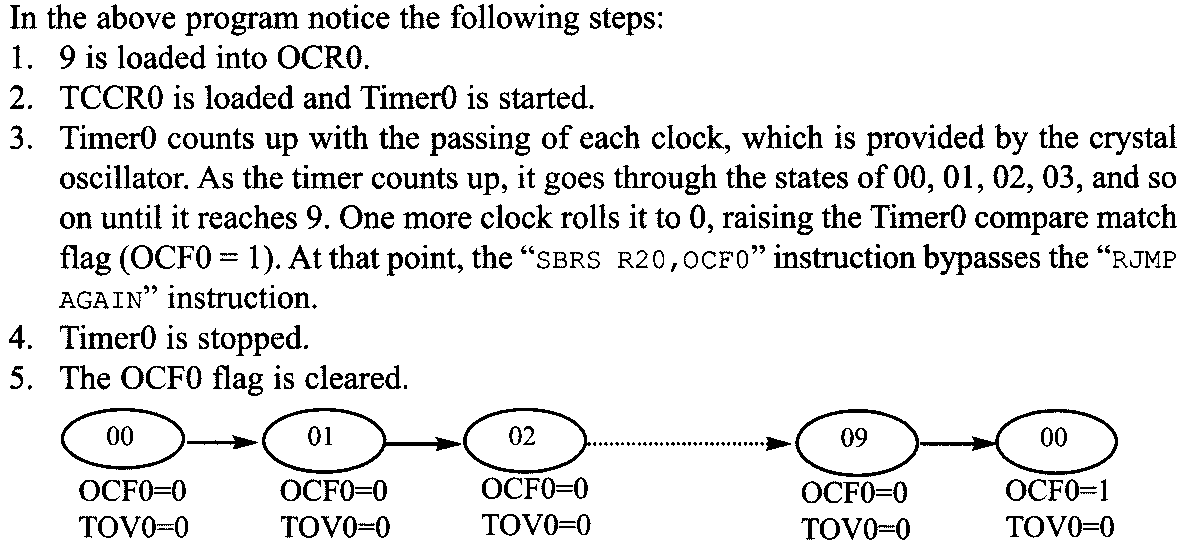 In the above program notice the following steps:
1. 9 is loaded into OCR0.
2. TCCR0 is loaded and Timer0 is started.
3. Timer0 counts up with the passing of each clock, which is provided by the crystal
oscillator. As the timer counts up, it goes through the states of 00, 01, 02, 03, and so
on until it reaches 9. One more clock rolls it to 0, raising the Timer0 compare match
flag (OCF0 = 1). At that point, the “SBRS R20,OCF0” instruction bypasses the “RJMP
AGAIN” instruction.
4. Timer0 is stopped.
5. The OCF0 flag is cleared.
00 01 02 09 00
OCF0=0 OCF0=0 OCF0=0 OCF0=0 OCF0=1
TOV0=0 TOV0=0 TOV0=0 TOV0=0 TOV0=0